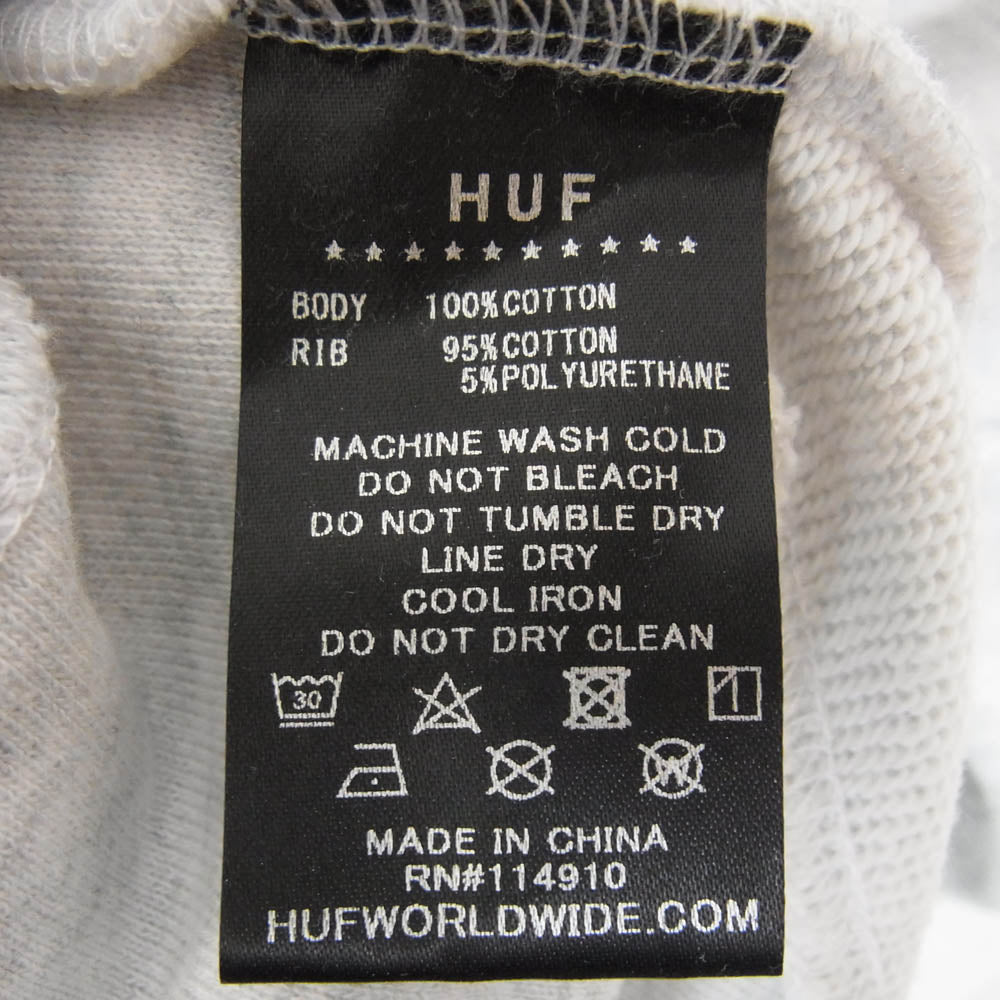 HUF
★★★★★★★★★★
BODY 100%COTTON
RIB 95%COTTON
5%POLYURETHANE
MACHINE WASH COLD
DO NOT BLEACH
DO NOT TUMBLE DRY
LINE DRY
COOL IRON
DO NOT DRY CLEAN
30
W
MADE IN CHINA
RN#114910
HUFWORLDWIDE.COM